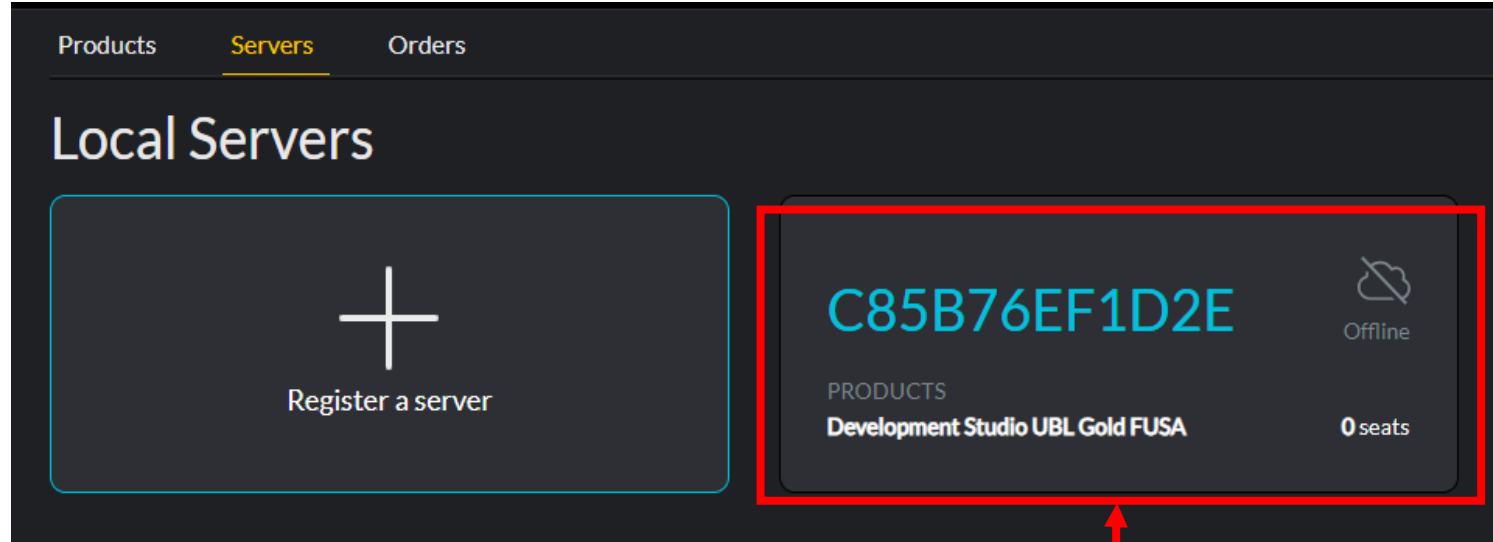 Products Servers Orders
Local Servers
Register a server
C85B76EF1D2E
Offline
PRODUCTS
Development Studio UBL Gold FUSA 0 seats